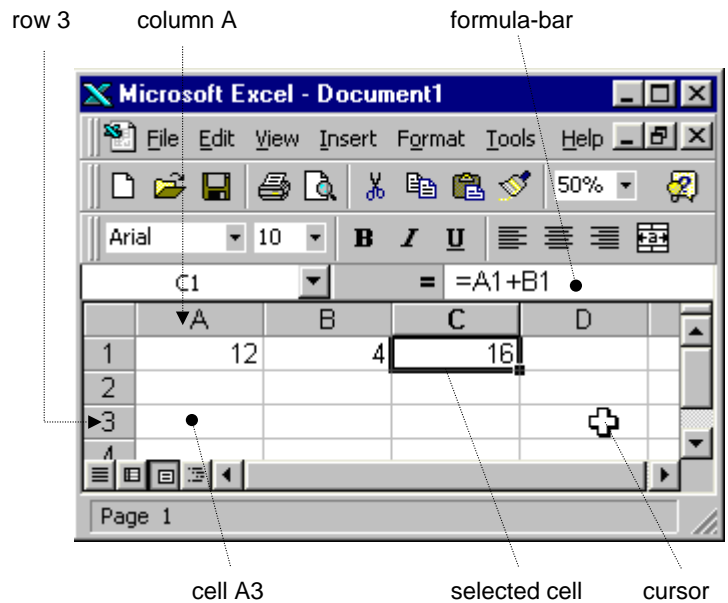 row 3 column A formula-bar
Microsoft Excel - Document1
File Edit View Insert Format Tools Help
50%
Arial 10 B I U a
C1 = =A1+B1
A B C D
1 12 4 16
2
3
4
Page 1
cell A3 selected cell cursor